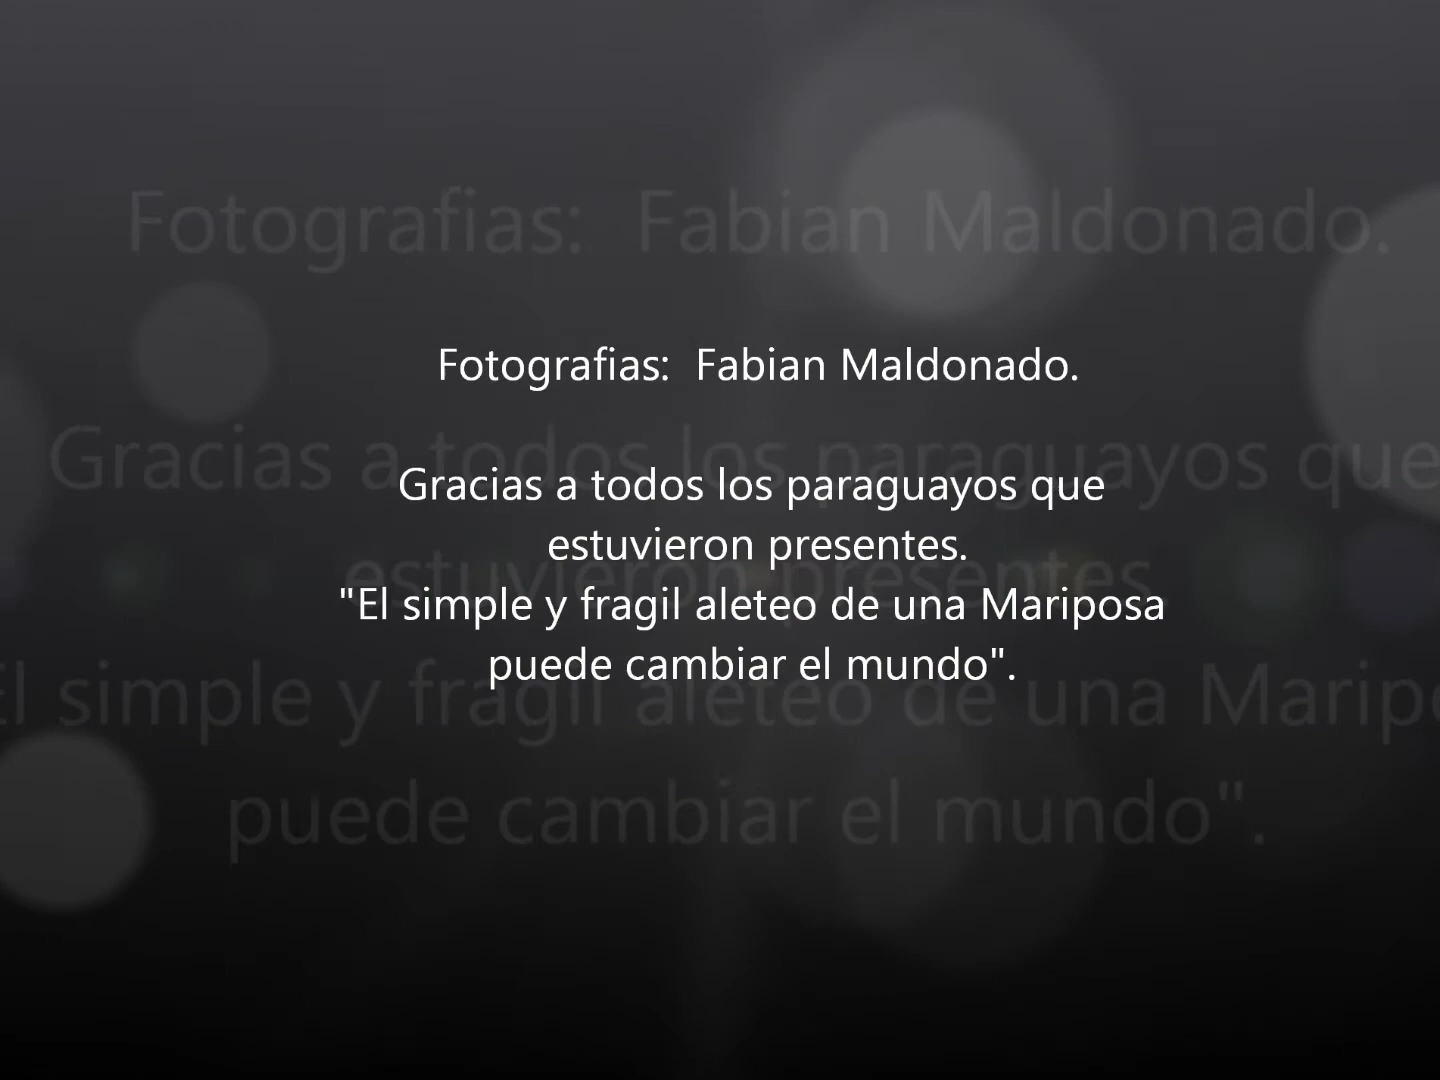 Fotografias:  Fabian Maldonado.
Gracias a todos los paraguayos que
estuvieron presentes.
"El simple y fragil aleteo de una Mariposa
puede cambiar el mundo".